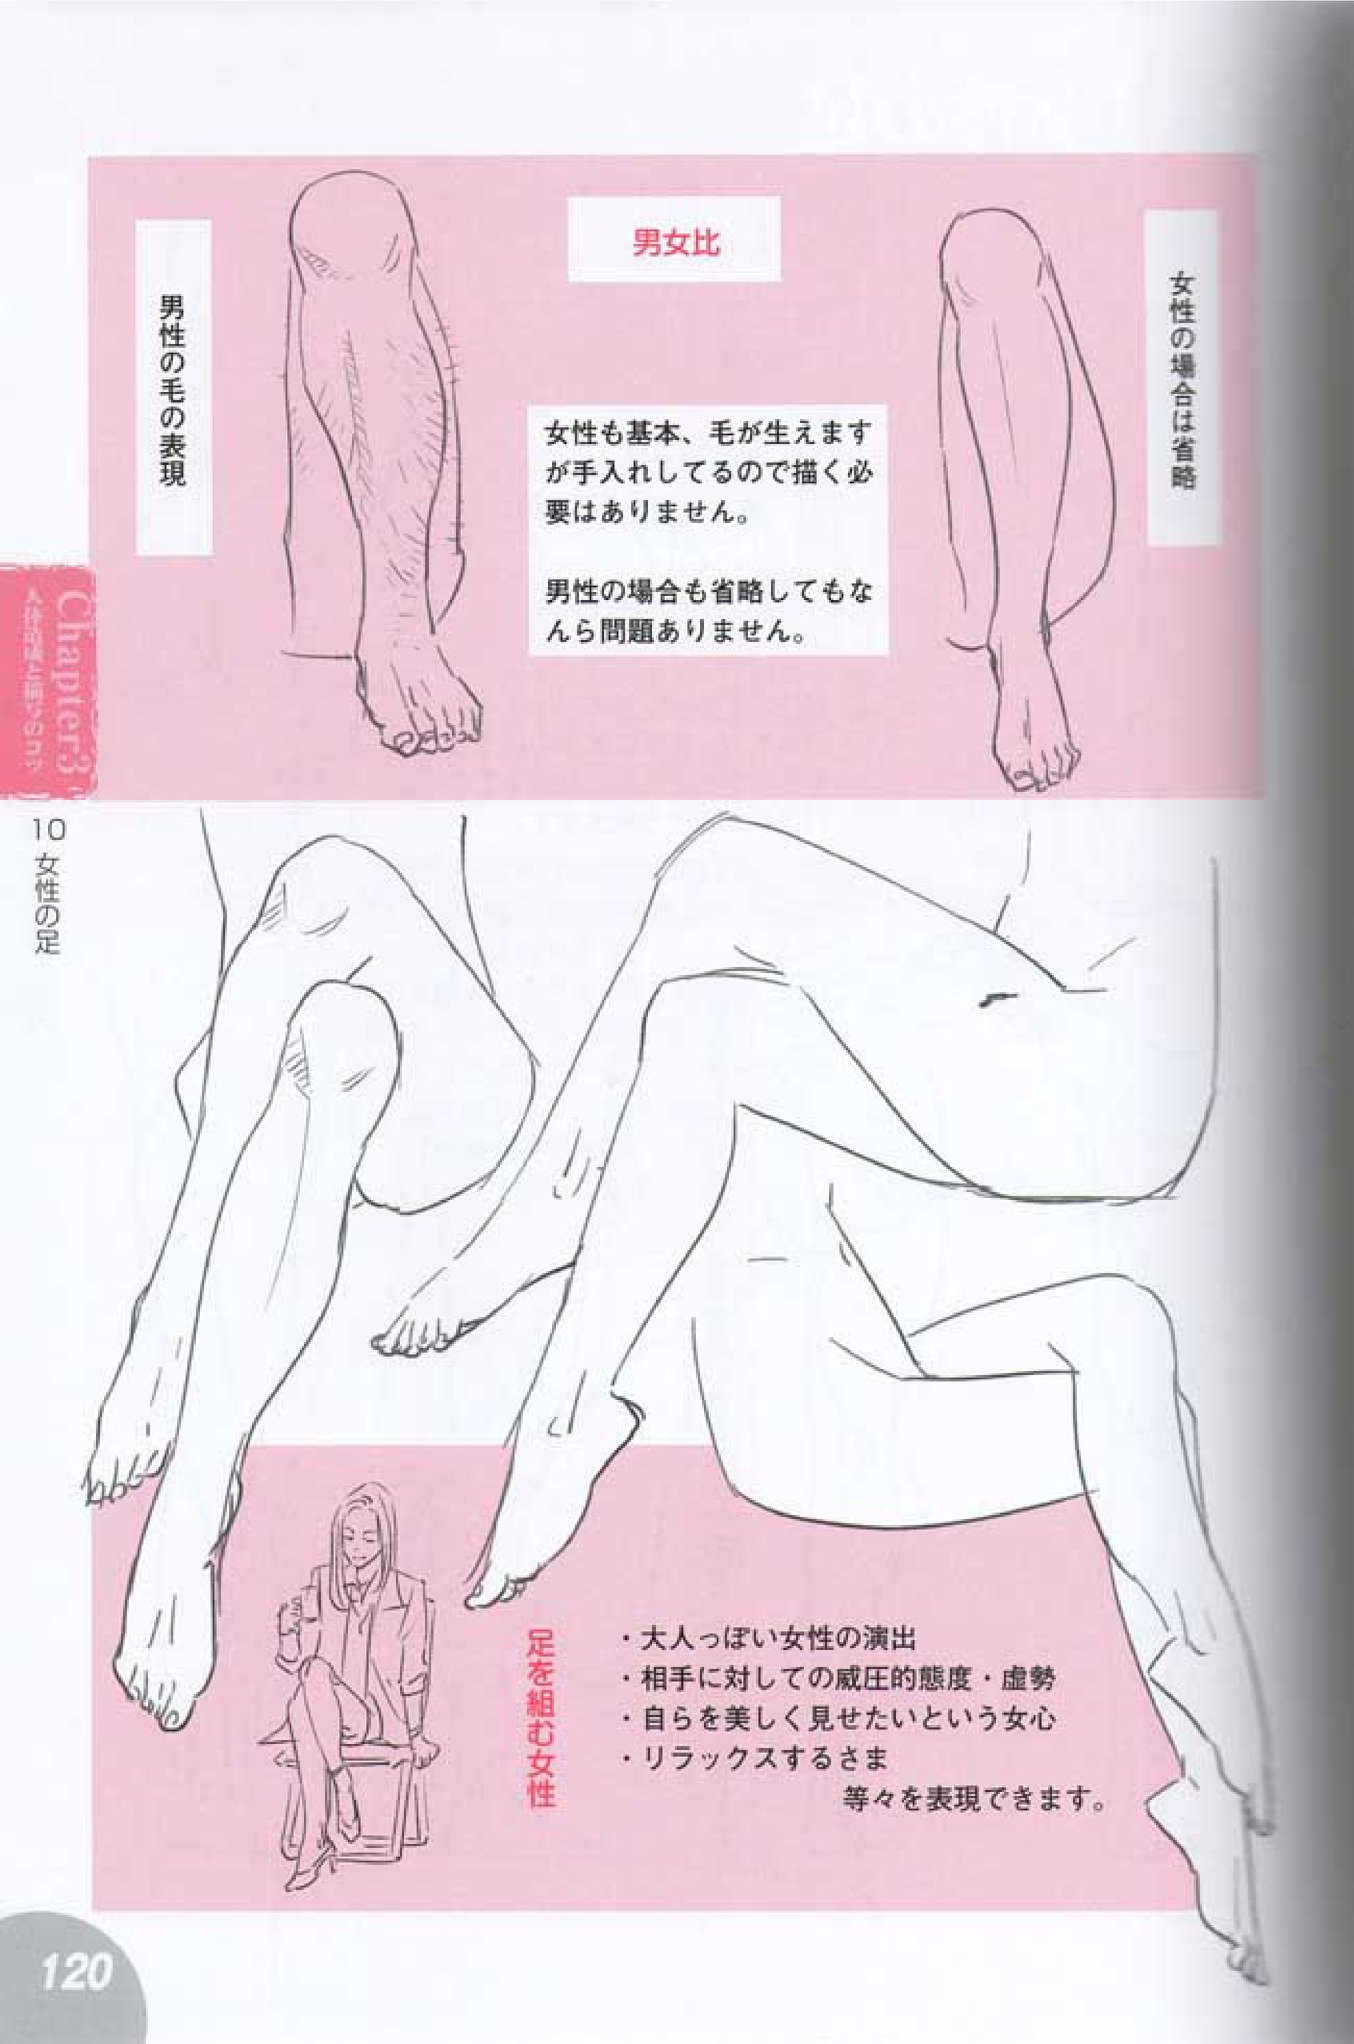 男女比
男性の毛の表現
女性の場合は省略
女性も基本、毛が生えます
が手入れしてるので描く必
要はありません。
男性の場合も省略してもな
んら問題ありません。
Chapter3
人体構成と描写のコツ
10 女性の足
足を組む女性
・大人っぽい女性の演出
・相手に対しての威圧的態度・虚勢
・自らを美しく見せたいという女心
・リラックスするさま
等々を表現できます。
120